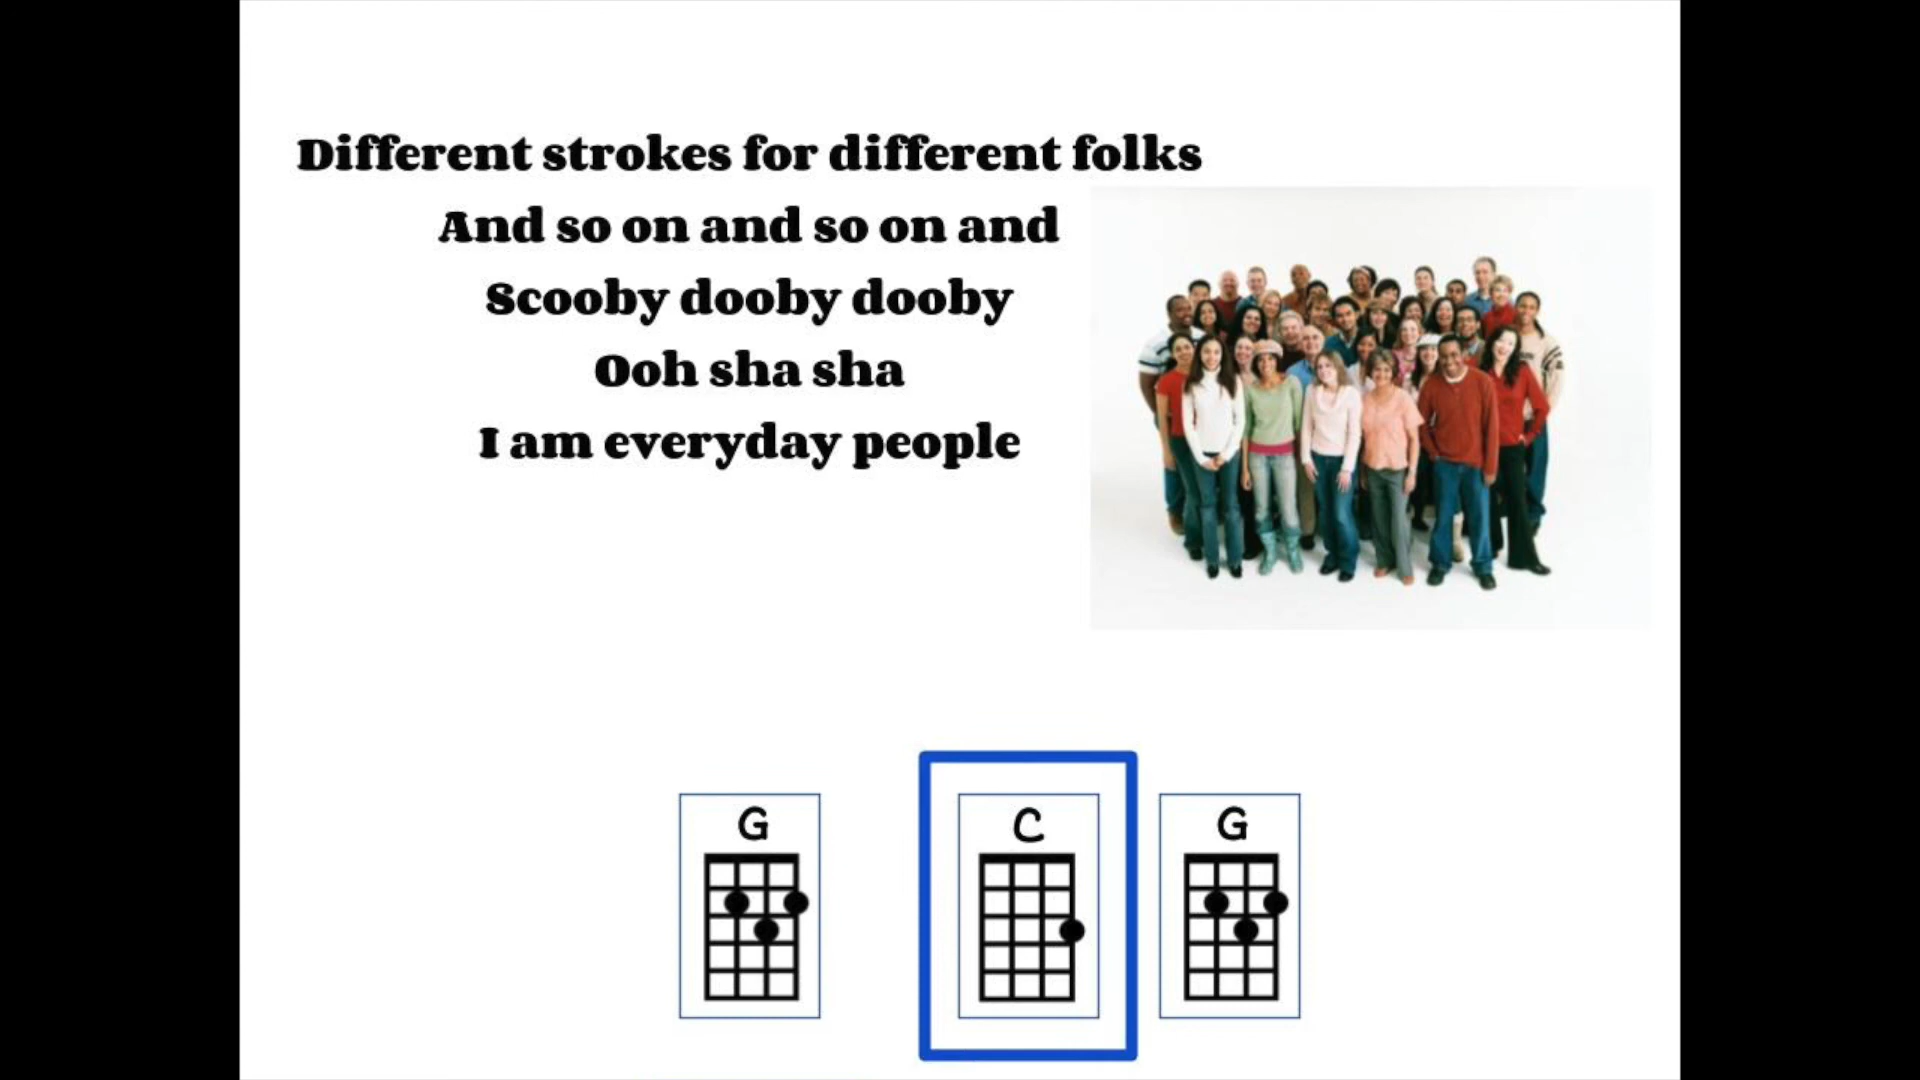 Different strokes for different folks
And so on and so on and
Scooby dooby dooby
Ooh sha sha
I am everyday people
G C G